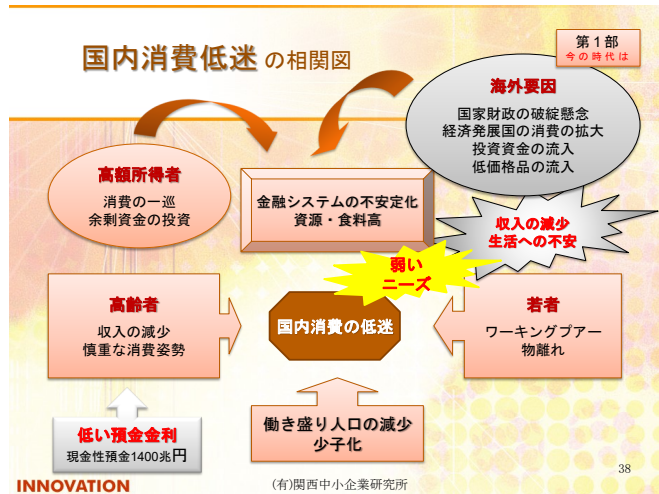 国内消費低迷 の相関図
第1部
今の時代は
海外要因
国家財政の破綻懸念
経済発展国の消費の拡大
投資資金の流入
低価格品の流入
高額所得者
消費の一巡
余剰資金の投資
金融システムの不安定化
資源・食料高
収入の減少
生活への不安
弱い
ニーズ
高齢者
収入の減少
慎重な消費姿勢
国内消費の低迷
若者
ワーキングプアー
物離れ
低い預金金利
現金性預金1400兆円
働き盛り人口の減少
少子化
38
INNOVATION
(有)関西中小企業研究所